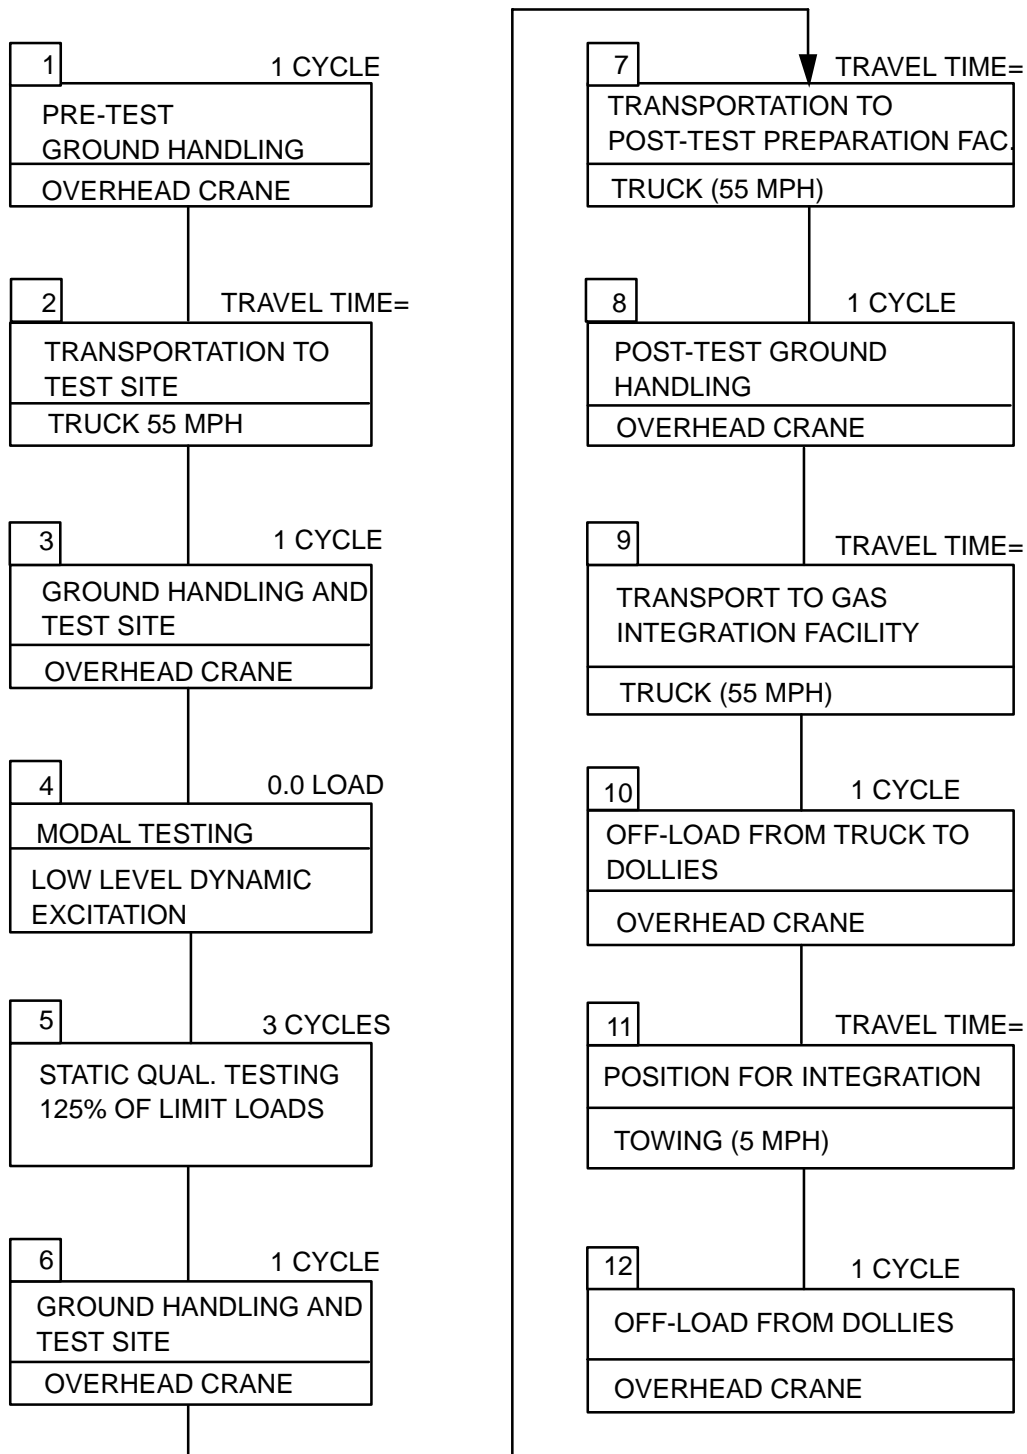 1
1 CYCLE
PRE-TEST
GROUND HANDLING
OVERHEAD CRANE
2
TRAVEL TIME=
TRANSPORTATION TO
TEST SITE
TRUCK 55 MPH
3
1 CYCLE
GROUND HANDLING AND
TEST SITE
OVERHEAD CRANE
4
0.0 LOAD
MODAL TESTING
LOW LEVEL DYNAMIC
EXCITATION
5
3 CYCLES
STATIC QUAL. TESTING
125% OF LIMIT LOADS
6
1 CYCLE
GROUND HANDLING AND
TEST SITE
OVERHEAD CRANE
7
TRAVEL TIME=
TRANSPORTATION TO
POST-TEST PREPARATION FAC.
TRUCK (55 MPH)
8
1 CYCLE
POST-TEST GROUND
HANDLING
OVERHEAD CRANE
9
TRAVEL TIME=
TRANSPORT TO GAS
INTEGRATION FACILITY
TRUCK (55 MPH)
10
1 CYCLE
OFF-LOAD FROM TRUCK TO
DOLLIES
OVERHEAD CRANE
11
TRAVEL TIME=
POSITION FOR INTEGRATION
TOWING (5 MPH)
12
1 CYCLE
OFF-LOAD FROM DOLLIES
OVERHEAD CRANE